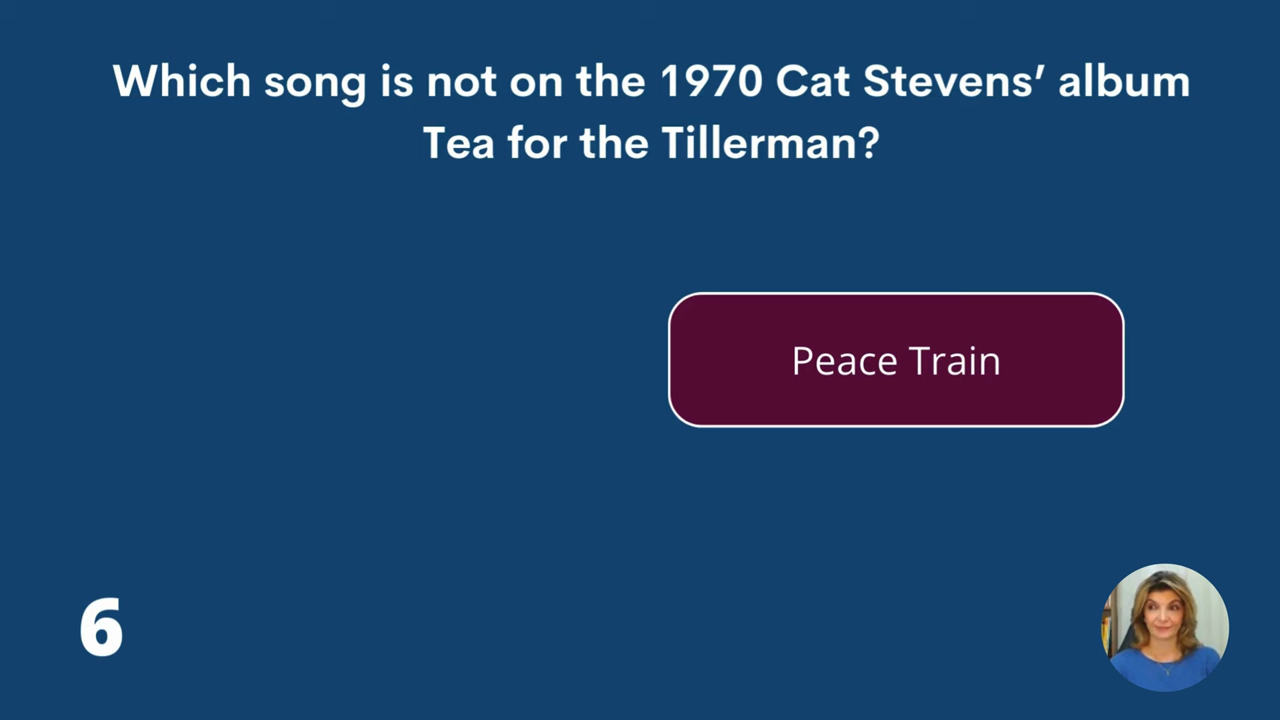 Which song is not on the 1970 Cat Stevens’ album
Tea for the Tillerman?
Peace Train
6